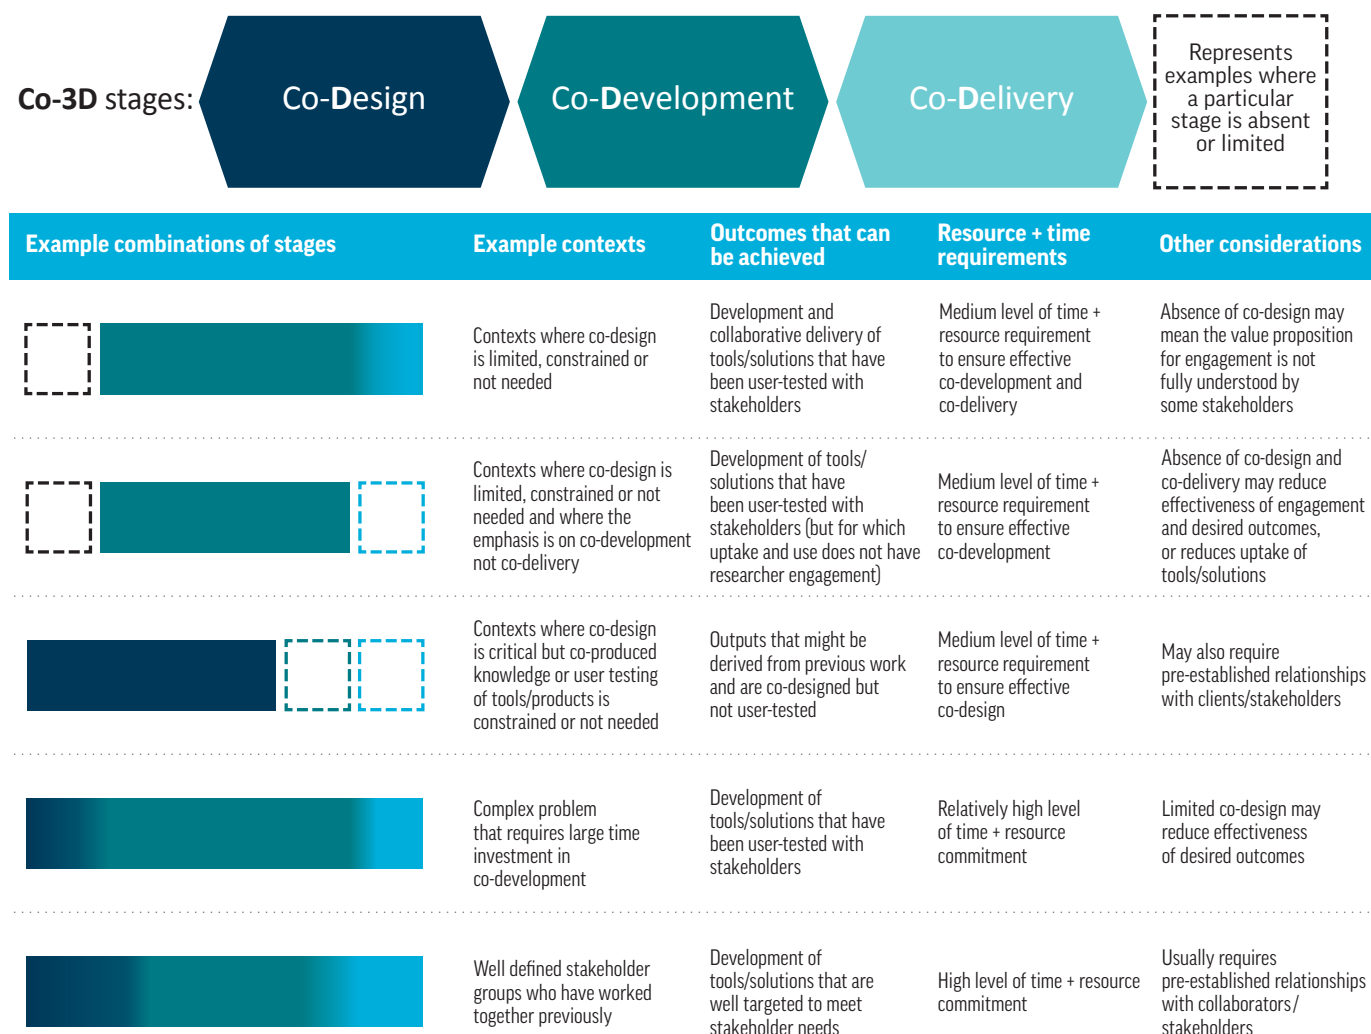 Co-3D stages:
Co-Design
Co-Development
Co-Delivery
Represents
examples where
a particular
stage is absent
or limited
Example combinations of stages
Example contexts
Outcomes that can
be achieved
Resource + time
requirements
Other considerations
Contexts where co-design
is limited, constrained or
not needed
Development and
collaborative delivery of
tools/solutions that have
been user-tested with
stakeholders
Medium level of time +
resource requirement
to ensure effective
co-development and
co-delivery
Absence of co-design may
mean the value proposition
for engagement is not
fully understood by
some stakeholders
Contexts where co-design is
limited, constrained or not
needed and where the
emphasis is on co-development
not co-delivery
Development of tools/
solutions that have
been user-tested with
stakeholders (but for which
uptake and use does not have
researcher engagement)
Medium level of time +
resource requirement
to ensure effective
co-development
Absence of co-design and
co-delivery may reduce
effectiveness of engagement
and desired outcomes,
or reduces uptake of
tools/solutions
Contexts where co-design
is critical but co-produced
knowledge or user testing
of tools/products is
constrained or not needed
Outputs that might be
derived from previous work
and are co-designed but
not user-tested
Medium level of time +
resource requirement
to ensure effective
co-design
May also require
pre-established relationships
with clients/stakeholders
Complex problem
that requires large time
investment in
co-development
Development of
tools/solutions that have
been user-tested with
stakeholders
Relatively high level
of time + resource
commitment
Limited co-design may
reduce effectiveness
of desired outcomes
Well defined stakeholder
groups who have worked
together previously
Development of
tools/solutions that are
well targeted to meet
stakeholder needs
High level of time + resource
commitment
Usually requires
pre-established relationships
with collaborators/
stakeholders